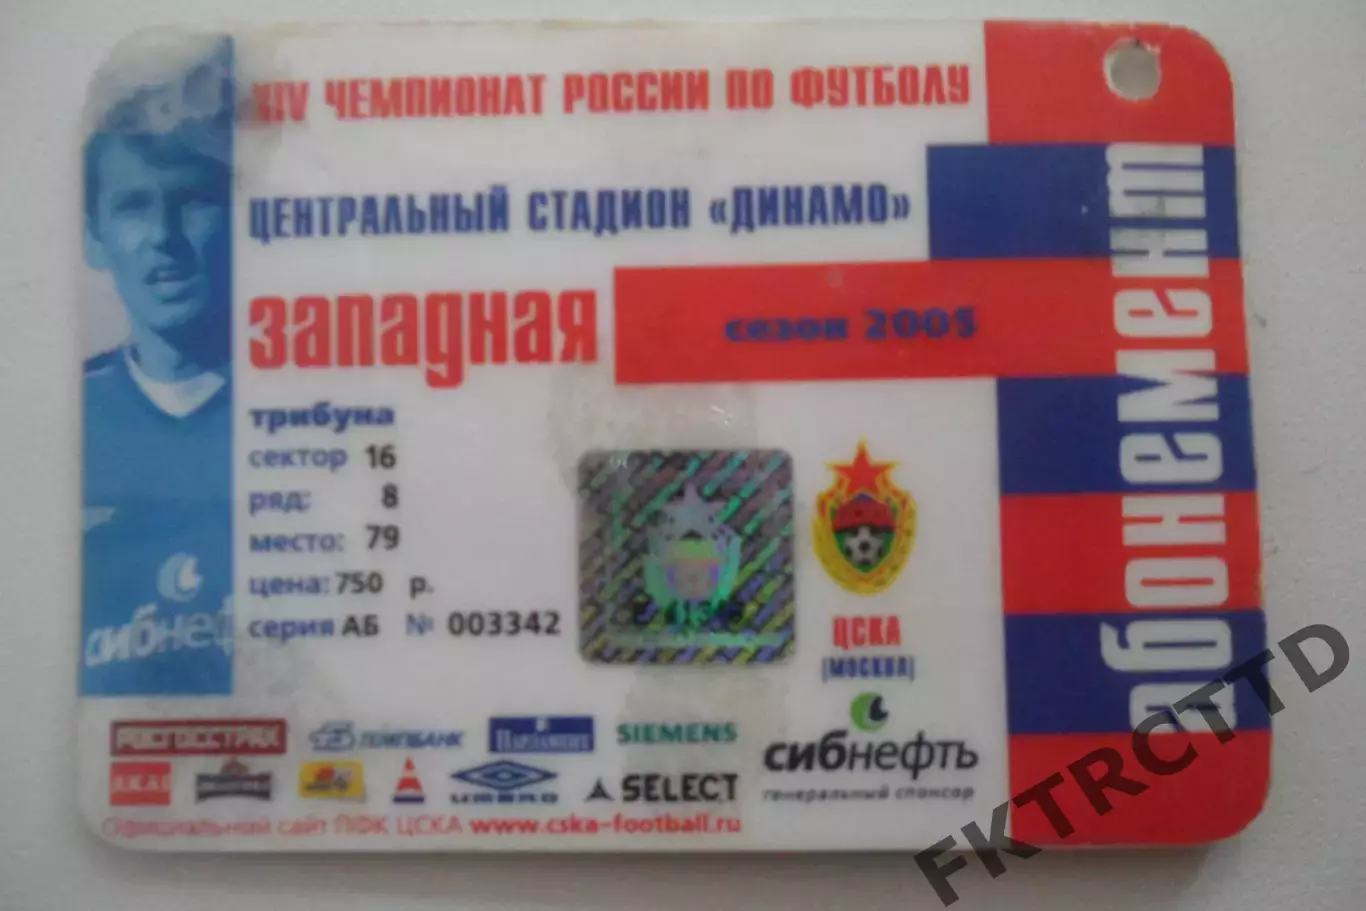 XIV ЧЕМПИОНАТ РОССИИ ПО ФУТБОЛУ
ЦЕНТРАЛЬНЫЙ СТАДИОН «ДИНАМО»
ЗАПАДНАЯ
сезон 2005
трибуна
сектор 16
ряд: 8
место: 79
цена: 750 р.
серия АБ № 003342
абонемент
сибнефть
ЦСКА
(МОСКВА)
сибнефть
генеральный спонсор
РОСГОССТРАХ
ПАРЛАМЕНТ
SIEMENS
UMBRO
SELECT
Официальный сайт ПФК ЦСКА www.cska-football.ru
FKTRCTTD